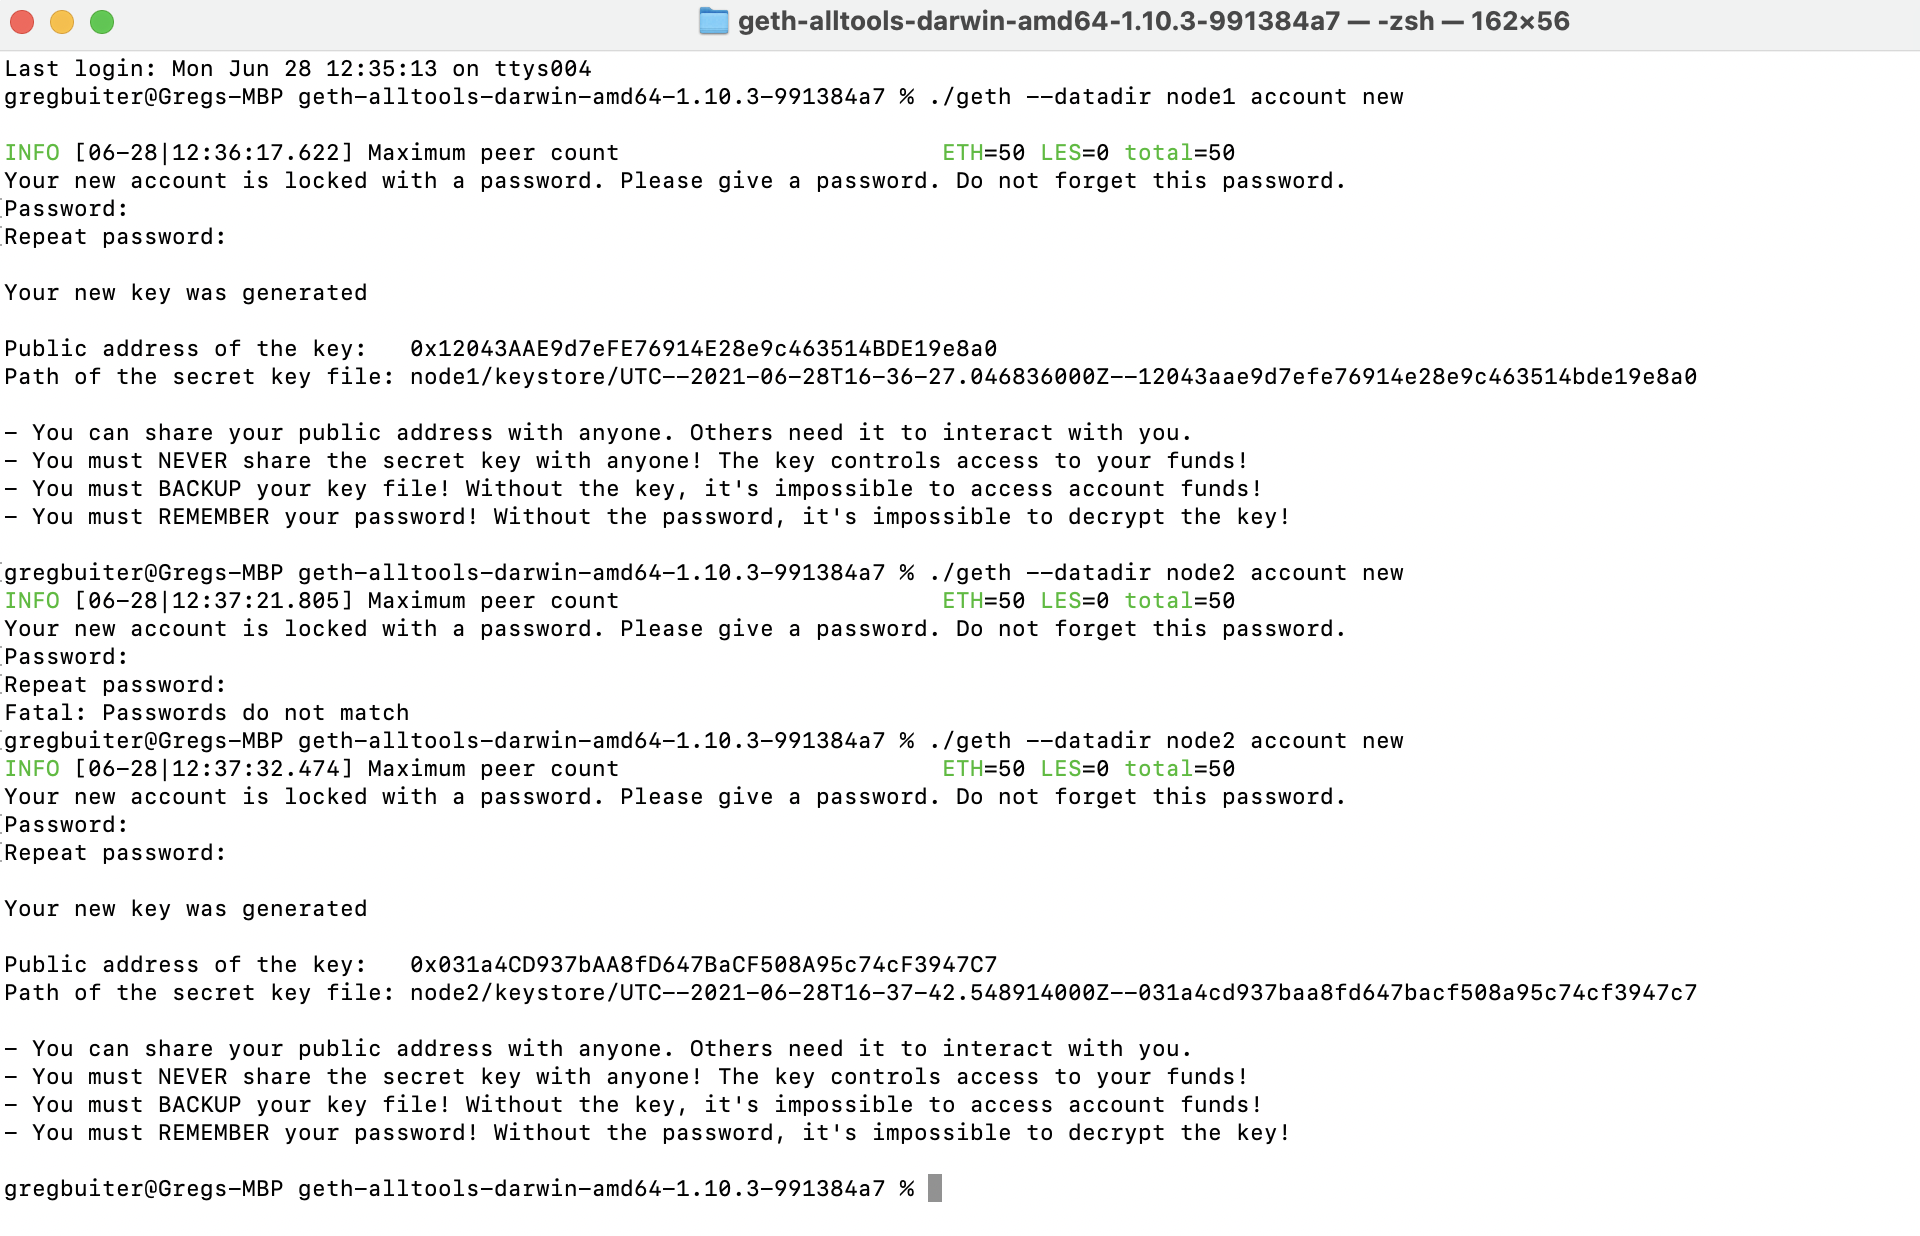 geth-alltools-darwin-amd64-1.10.3-991384a7 — -zsh — 162×56
Last login: Mon Jun 28 12:35:13 on ttys004
gregbuiter@Gregs-MBP geth-alltools-darwin-amd64-1.10.3-991384a7 % ./geth --datadir node1 account new
INFO [06-28|12:36:17.622] Maximum peer count ETH=50 LES=0 total=50
Your new account is locked with a password. Please give a password. Do not forget this password.
Password:
Repeat password:
Your new key was generated
Public address of the key: 0x12043AAE9d7eFE76914E28e9c463514BDE19e8a0
Path of the secret key file: node1/keystore/UTC--2021-06-28T16-36-27.046836000Z--12043aae9d7efe76914e28e9c463514bde19e8a0
- You can share your public address with anyone. Others need it to interact with you.
- You must NEVER share the secret key with anyone! The key controls access to your funds!
- You must BACKUP your key file! Without the key, it's impossible to access account funds!
- You must REMEMBER your password! Without the password, it's impossible to decrypt the key!
gregbuiter@Gregs-MBP geth-alltools-darwin-amd64-1.10.3-991384a7 % ./geth --datadir node2 account new
INFO [06-28|12:37:21.805] Maximum peer count ETH=50 LES=0 total=50
Your new account is locked with a password. Please give a password. Do not forget this password.
Password:
Repeat password:
Fatal: Passwords do not match
gregbuiter@Gregs-MBP geth-alltools-darwin-amd64-1.10.3-991384a7 % ./geth --datadir node2 account new
INFO [06-28|12:37:32.474] Maximum peer count ETH=50 LES=0 total=50
Your new account is locked with a password. Please give a password. Do not forget this password.
Password:
Repeat password:
Your new key was generated
Public address of the key: 0x031a4CD937bAA8fD647BaCF508A95c74cF3947C7
Path of the secret key file: node2/keystore/UTC--2021-06-28T16-37-42.548914000Z--031a4cd937baa8fd647bacf508a95c74cf3947c7
- You can share your public address with anyone. Others need it to interact with you.
- You must NEVER share the secret key with anyone! The key controls access to your funds!
- You must BACKUP your key file! Without the key, it's impossible to access account funds!
- You must REMEMBER your password! Without the password, it's impossible to decrypt the key!
gregbuiter@Gregs-MBP geth-alltools-darwin-amd64-1.10.3-991384a7 %